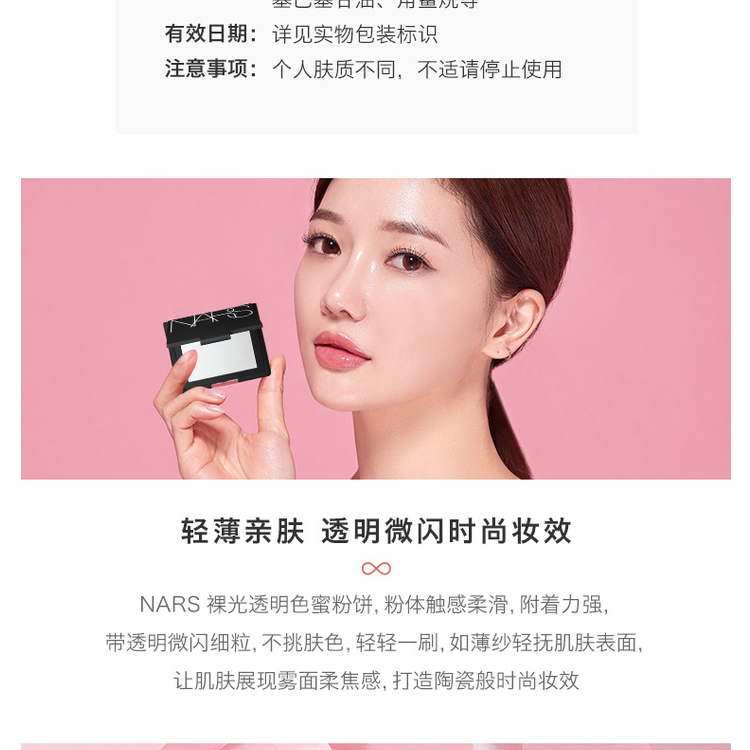 有效日期：详见实物包装标识
注意事项：个人肤质不同，不适请停止使用
NARS
轻薄亲肤 透明微闪时尚妆效
NARS 裸光透明色蜜粉饼, 粉体触感柔滑, 附着力强,
带透明微闪细粒, 不挑肤色, 轻轻一刷, 如薄纱轻抚肌肤表面,
让肌肤展现雾面柔焦感, 打造陶瓷般时尚妆效